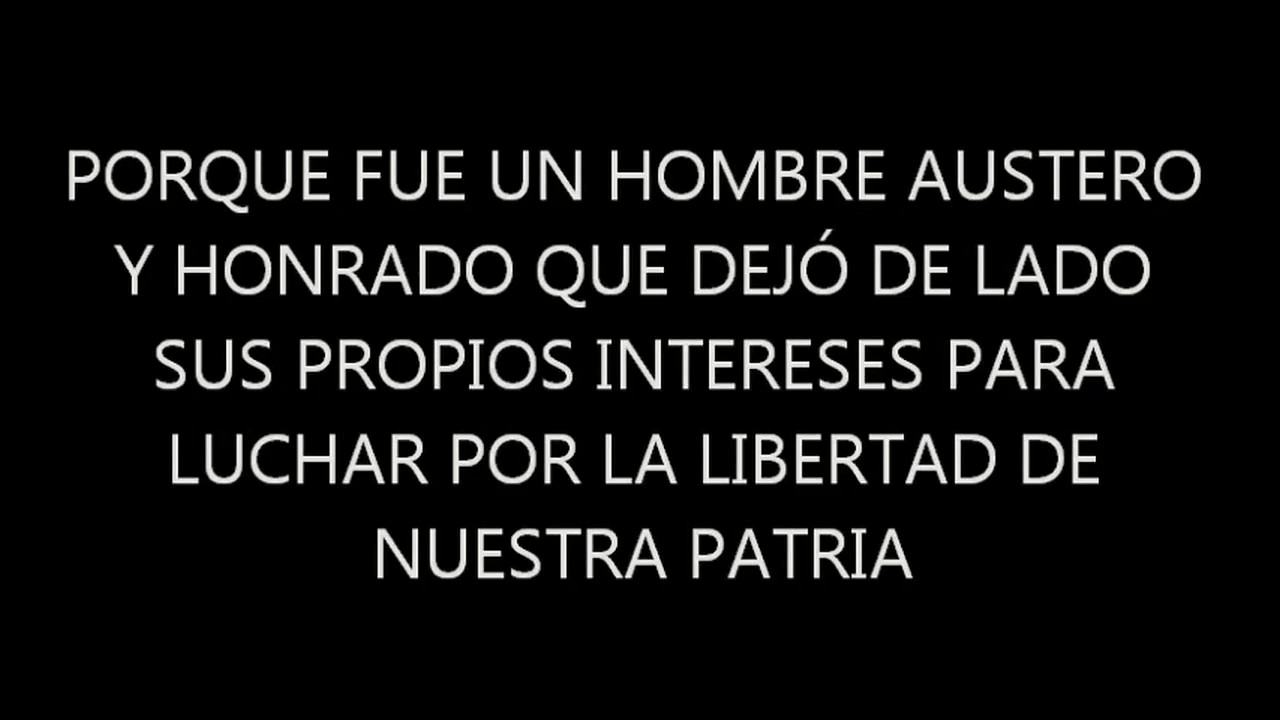 PORQUE FUE UN HOMBRE AUSTERO
Y HONRADO QUE DEJÓ DE LADO
SUS PROPIOS INTERESES PARA
LUCHAR POR LA LIBERTAD DE
NUESTRA PATRIA